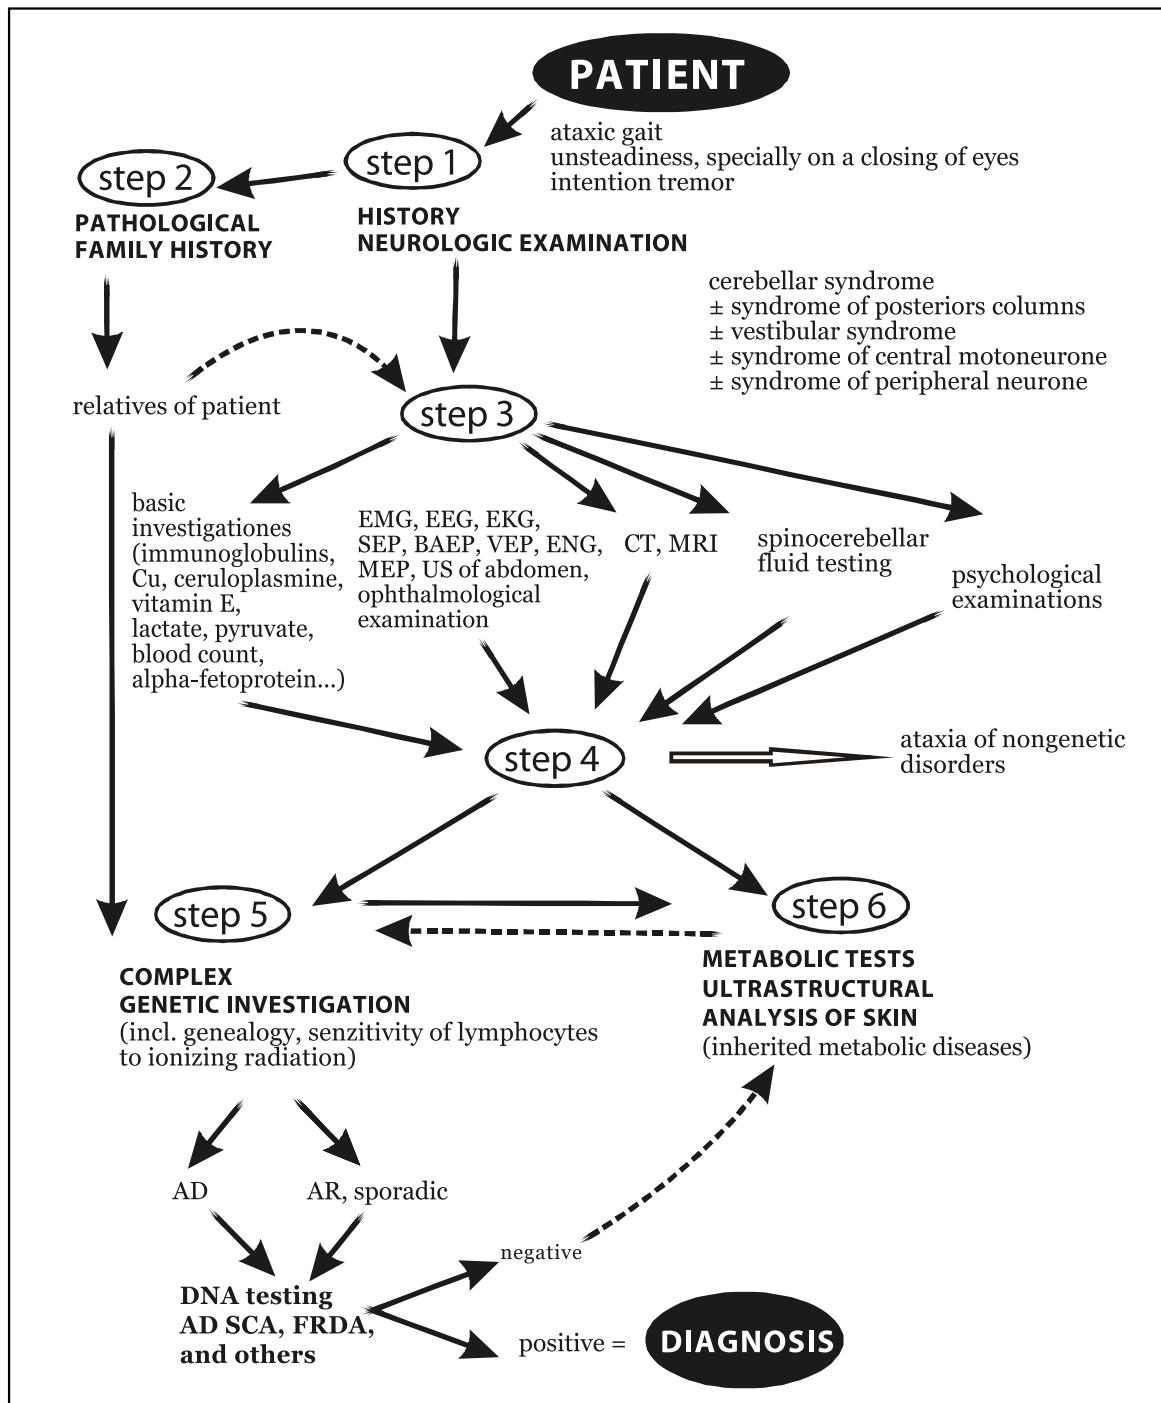 PATIENT
ataxic gait
unsteadiness, specially on a closing of eyes
intention tremor
step 1
step 2
HISTORY
NEUROLOGIC EXAMINATION
PATHOLOGICAL
FAMILY HISTORY
cerebellar syndrome
± syndrome of posteriors columns
± vestibular syndrome
± syndrome of central motoneurone
± syndrome of peripheral neurone
relatives of patient
step 3
basic
investigationes
(immunoglobulins,
Cu, ceruloplasmine,
vitamin E,
lactate, pyruvate,
blood count,
alpha-fetoprotein...)
EMG, EEG, EKG,
SEP, BAEP, VEP, ENG,
MEP, US of abdomen,
ophthalmological
examination
CT, MRI
spinocerebellar
fluid testing
psychological
examinations
step 4
ataxia of nongenetic
disorders
step 5
step 6
COMPLEX
GENETIC INVESTIGATION
(incl. genealogy, senzitivity of lymphocytes
to ionizing radiation)
METABOLIC TESTS
ULTRASTRUCTURAL
ANALYSIS OF SKIN
(inherited metabolic diseases)
AD
AR, sporadic
DNA testing
AD SCA, FRDA,
and others
negative
positive =
DIAGNOSIS